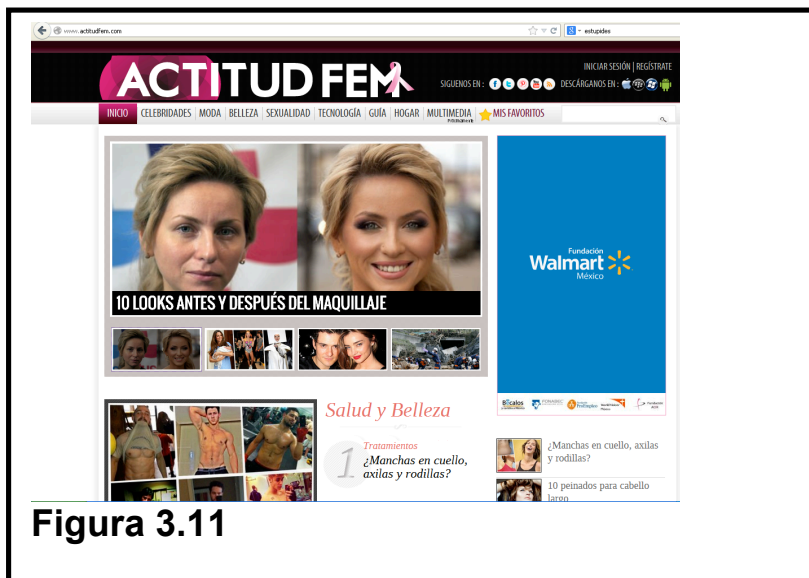 www.actitudfem.com
estupides
ACTITUD FEM
INICIAR SESIÓN | REGÍSTRATE
SIGUENOS EN :
DESCÁRGANOS EN :
INICIO CELEBRIDADES MODA BELLEZA SEXUALIDAD TECNOLOGÍA GUÍA HOGAR MULTIMEDIA MIS FAVORITOS
10 LOOKS ANTES Y DESPUÉS DEL MAQUILLAJE
Fundación
Walmart
México
Bécalos
Salud y Belleza
Tratamientos
1
¿Manchas en cuello,
axilas y rodillas?
¿Manchas en cuello, axilas
y rodillas?
10 peinados para cabello
largo
Figura 3.11